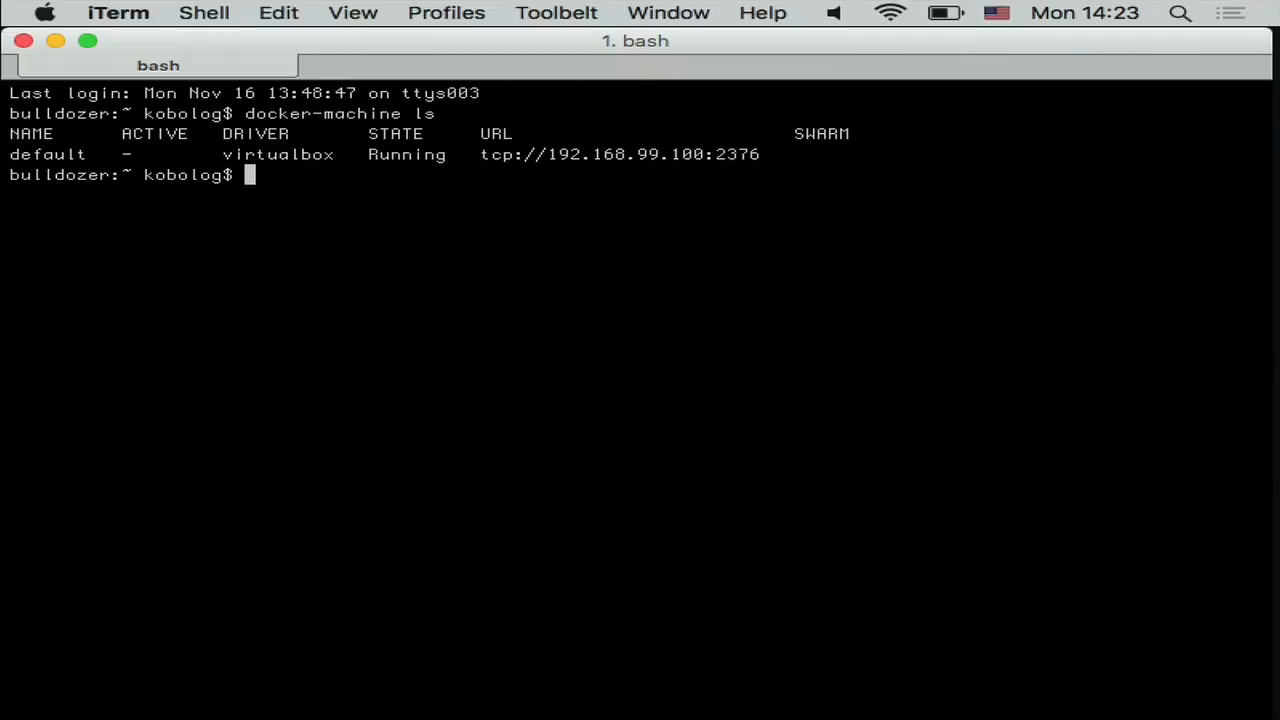 iTerm Shell Edit View Profiles Toolbelt Window Help Mon 14:23
1. bash
bash
Last login: Mon Nov 16 13:48:47 on ttys003
bulldozer:~ kobolog$ docker-machine ls
NAME ACTIVE DRIVER STATE URL SWARM
default - virtualbox Running tcp://192.168.99.100:2376
bulldozer:~ kobolog$